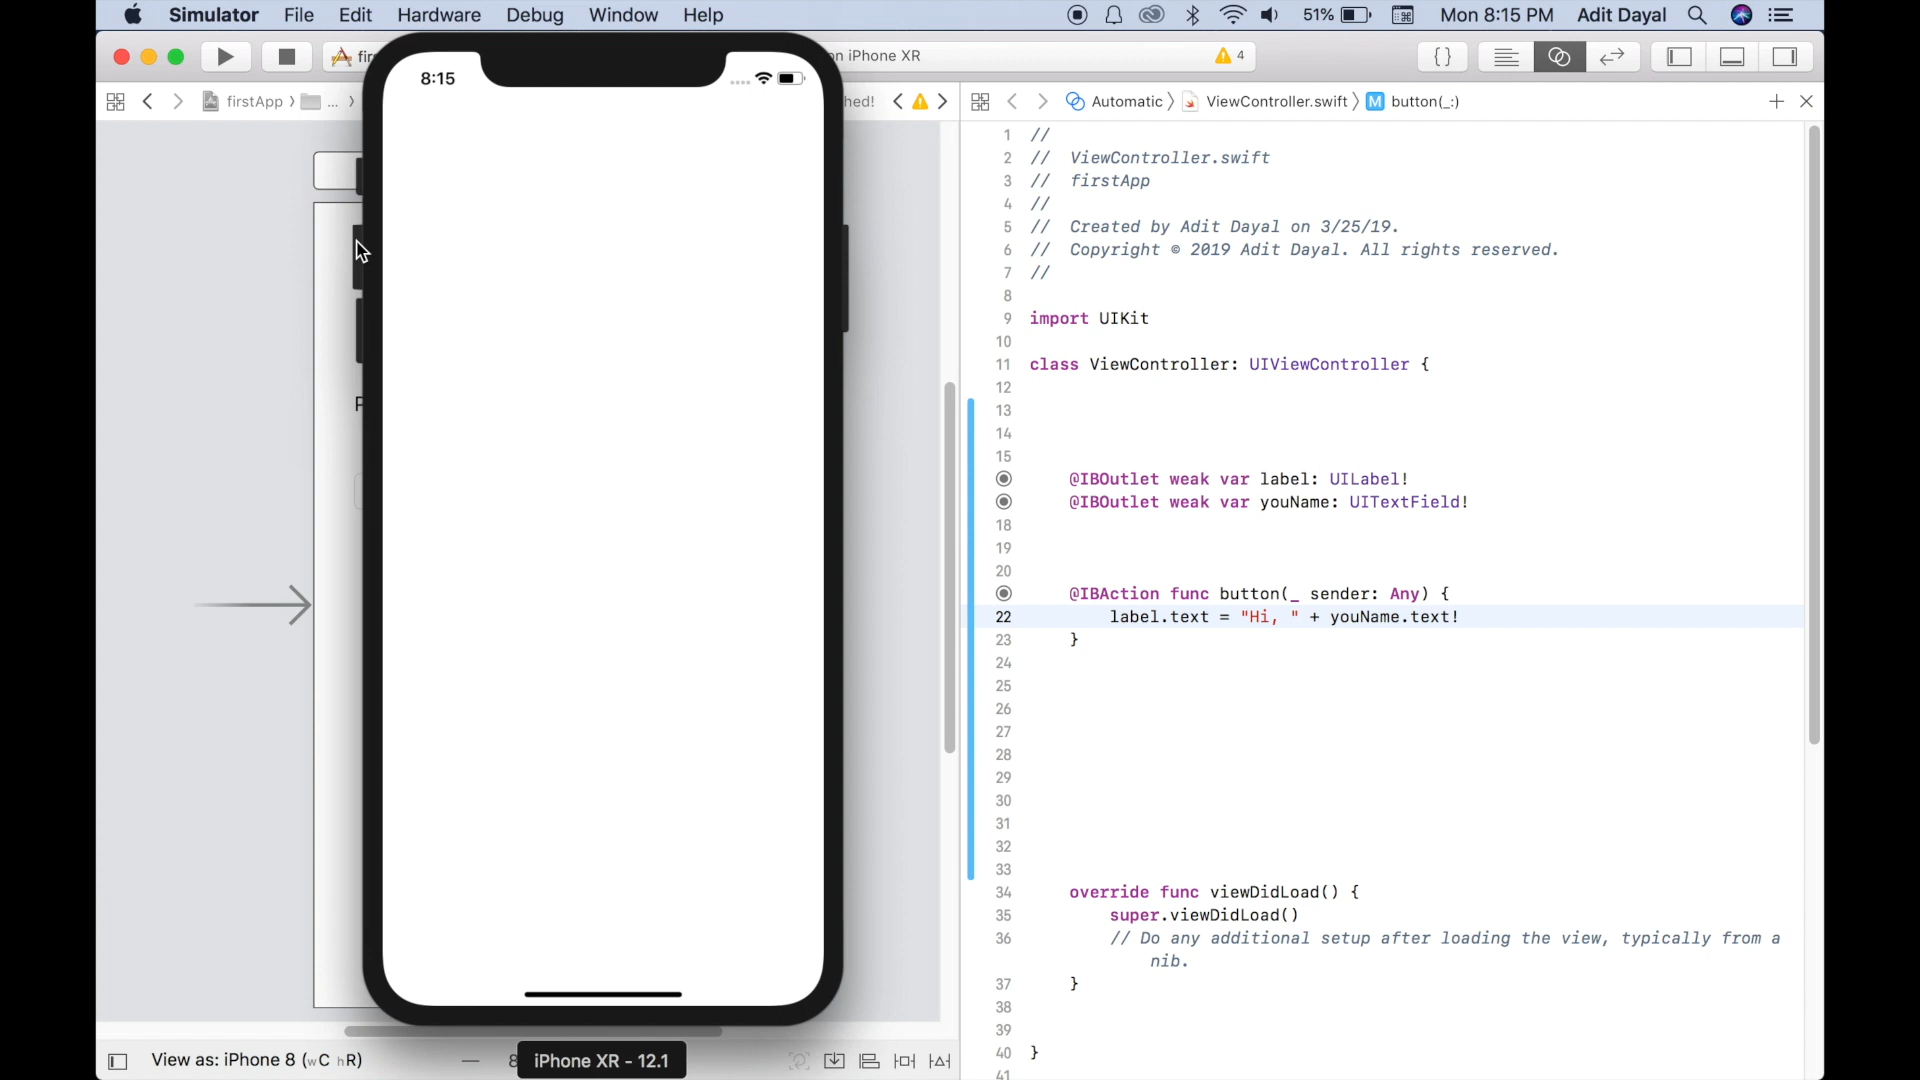 Simulator File Edit Hardware Debug Window Help 51% Mon 8:15 PM Adit Dayal
on iPhone XR 4 { }
8:15
firstApp ... hed! Automatic ViewController.swift M button(_:)
1 //
2 // ViewController.swift
3 // firstApp
4 //
5 // Created by Adit Dayal on 3/25/19.
6 // Copyright © 2019 Adit Dayal. All rights reserved.
7 //
8
9 import UIKit
10
11 class ViewController: UIViewController {
12
13
14
15
@IBOutlet weak var label: UILabel!
@IBOutlet weak var youName: UITextField!
18
19
20
@IBAction func button(_ sender: Any) {
22 label.text = "Hi, " + youName.text!
23 }
24
25
26
27
28
29
30
31
32
33
34 override func viewDidLoad() {
35 super.viewDidLoad()
36 // Do any additional setup after loading the view, typically from a
nib.
37 }
38
39
40 }
41
View as: iPhone 8 (wC hR) — 8 iPhone XR - 12.1